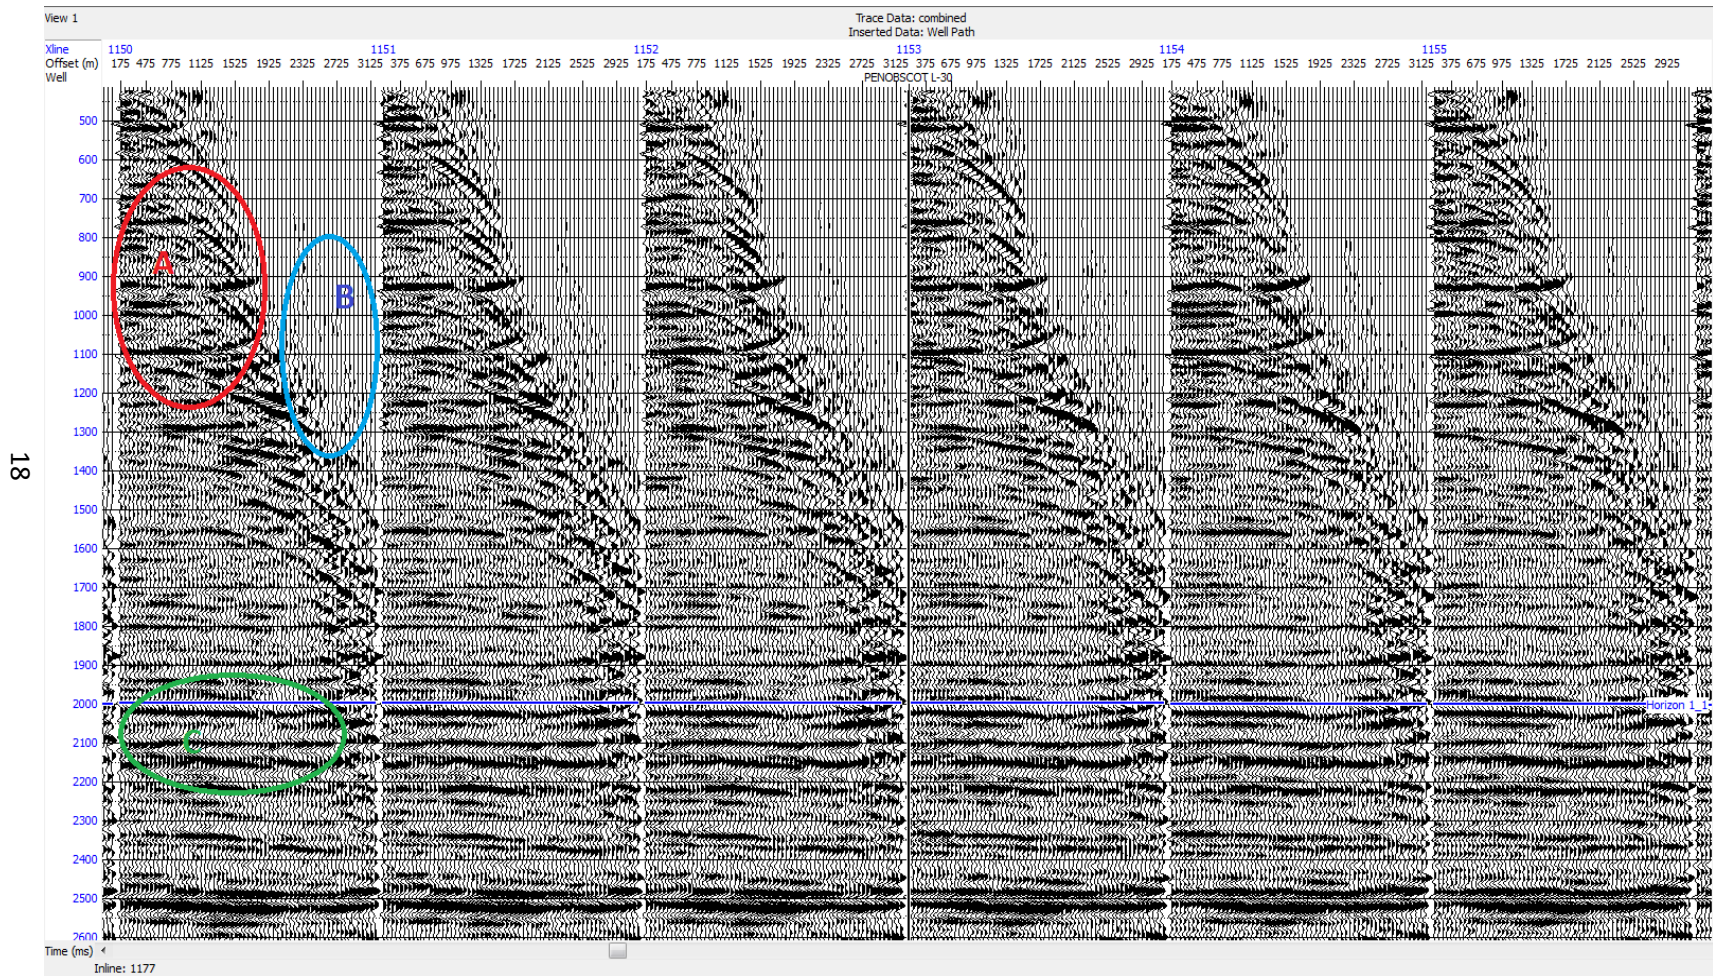 View 1
Trace Data: combined
Inserted Data: Well Path
Xline 1150 1151 1152 1153 1154 1155
Offset (m) 175 475 775 1125 1525 1925 2325 2725 3125 375 675 975 1325 1725 2125 2525 2925 175 475 775 1125 1525 1925 2325 2725 3125 375 675 975 1325 1725 2125 2525 2925 175 475 775 1125 1525 1925 2325 2725 3125 375 675 975 1325 1725 2125 2525 2925
Well PENOBSCOT L-30
500
600
700
800
A
900
B
1000
1100
1200
1300
1400
18
1500
1600
1700
1800
1900
2000
Horizon 1_1
2100
C
2200
2300
2400
2500
2600
Time (ms)
Inline: 1177